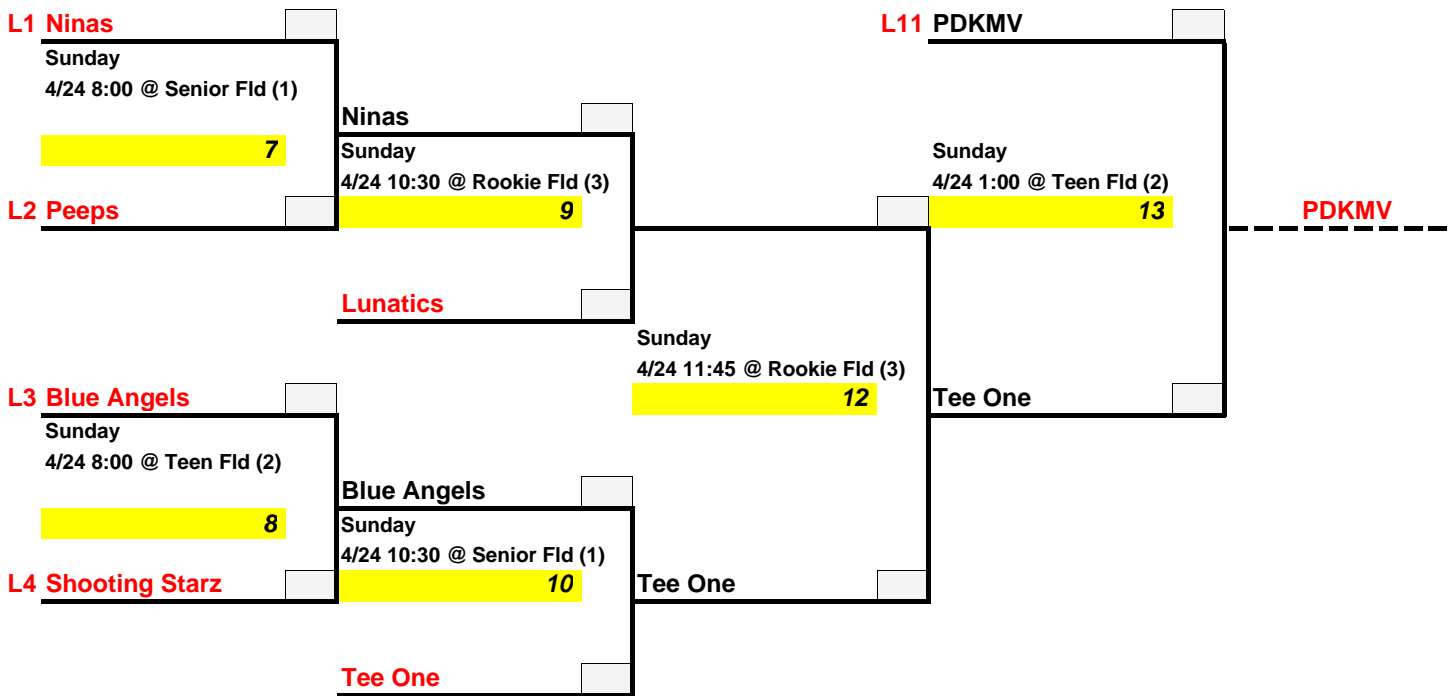 L1 Ninas
L11 PDKMV
Sunday
4/24 8:00 @ Senior Fld (1)
Ninas
7
Sunday
Sunday
4/24 10:30 @ Rookie Fld (3)
4/24 1:00 @ Teen Fld (2)
L2 Peeps
9
13
PDKMV
Lunatics
Sunday
4/24 11:45 @ Rookie Fld (3)
L3 Blue Angels
12
Tee One
Sunday
4/24 8:00 @ Teen Fld (2)
Blue Angels
8
Sunday
4/24 10:30 @ Senior Fld (1)
L4 Shooting Starz
10
Tee One
Tee One